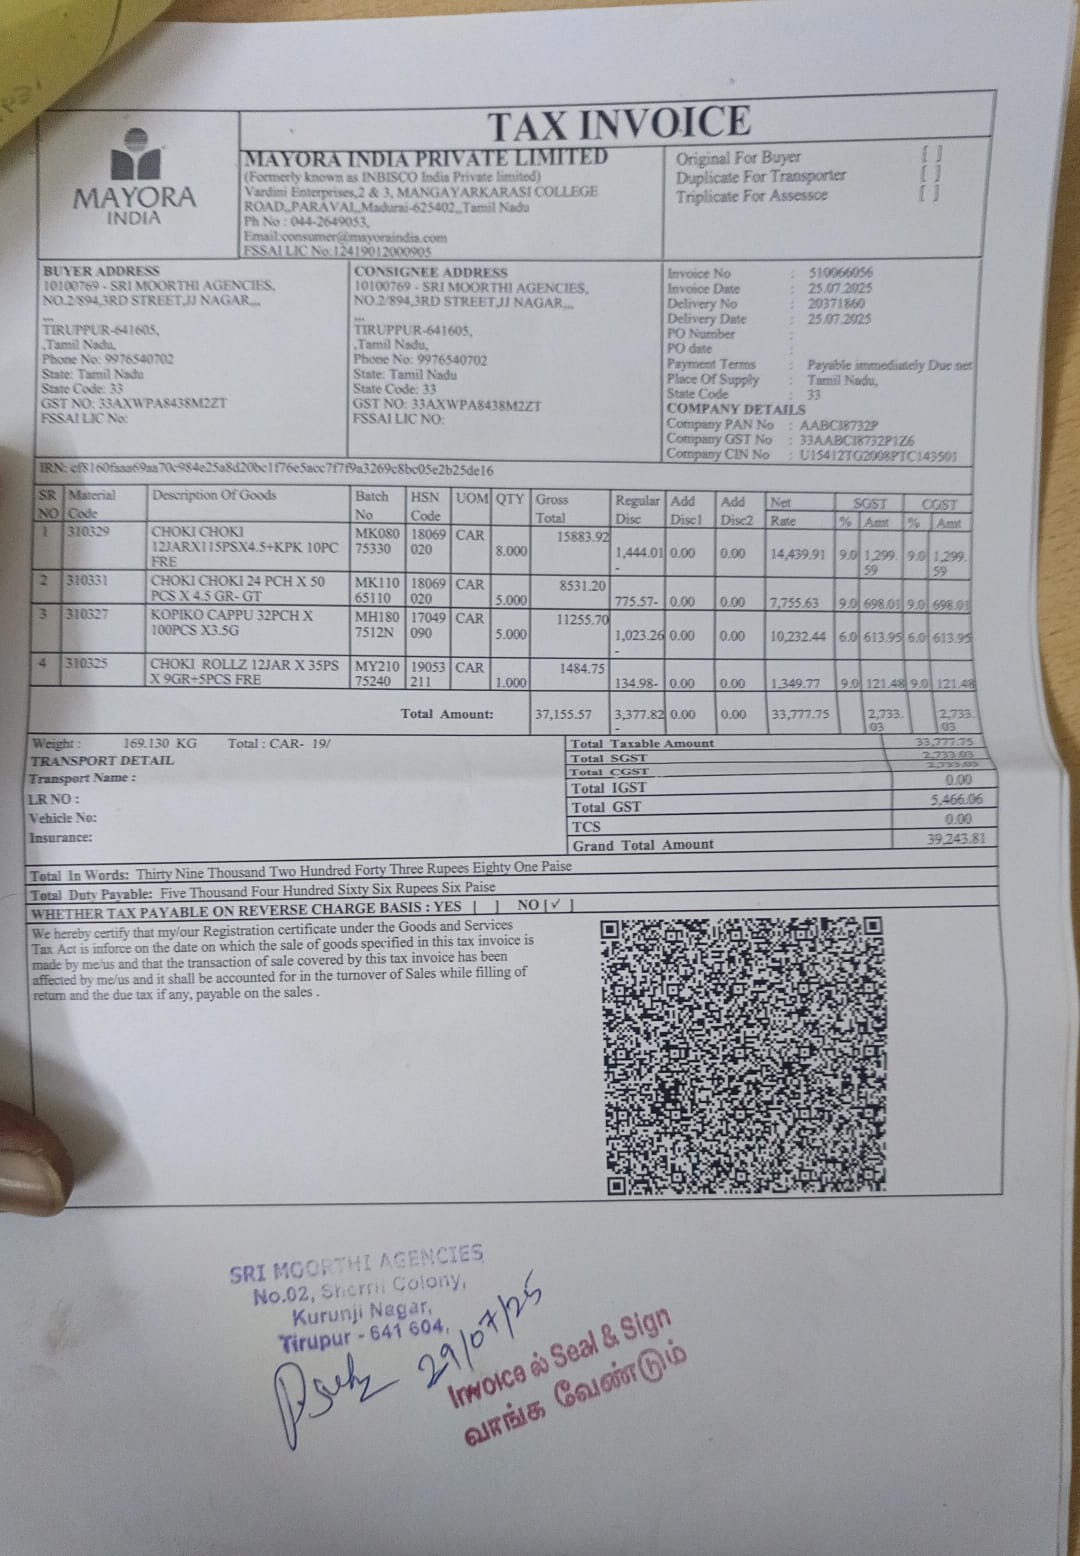 TAX INVOICE
MAYORA
INDIA
MAYORA INDIA PRIVATE LIMITED
(Formerly known as INBISCO India Private limited)
Vardini Enterprises,2 & 3, MANGAYARKARASI COLLEGE
ROAD,,PARAVAI,,Madurai-625402,,Tamil Nadu
Ph No : 044-2649053,
Email:consumer@mayoraindia.com
FSSAI LIC No:12419012000905
Original For Buyer [ ]
Duplicate For Transporter [ ]
Triplicate For Assessee [ ]
BUYER ADDRESS
10100769 - SRI MOORTHI AGENCIES,
NO.2/894,3RD STREET,JJ NAGAR,,,
,,,
TIRUPPUR-641605,
,Tamil Nadu,
Phone No: 9976540702
State: Tamil Nadu
State Code: 33
GST NO: 33AXWPA8438M2ZT
FSSAI LIC No:
CONSIGNEE ADDRESS
10100769 - SRI MOORTHI AGENCIES,
NO.2/894,3RD STREET,JJ NAGAR,,,
,,,
TIRUPPUR-641605,
,Tamil Nadu,
Phone No: 9976540702
State: Tamil Nadu
State Code: 33
GST NO: 33AXWPA8438M2ZT
FSSAI LIC NO:
Invoice No : 510066056
Invoice Date : 25.07.2025
Delivery No : 20371860
Delivery Date : 25.07.2025
PO Number :
PO date :
Payment Terms : Payable immediately Due net
Place Of Supply : Tamil Nadu,
State Code : 33
COMPANY DETAILS
Company PAN No : AABCI8732P
Company GST No : 33AABCI8732P1Z6
Company CIN No : U15412TG2008PTC143501
IRN: cf8160faaa69aa70c984e25a8d20bc1f76e5acc7f7f9a3269c8bc05e2b25de16
SR NO Material Code Description Of Goods Batch No HSN Code UOM QTY Gross Total Regular Disc Add Disc1 Add Disc2 Net Rate SGST % Amt CGST % Amt
1 310329 CHOKI CHOKI 12JARX115PSX4.5+KPK 10PC FRE MK080 75330 18069 020 CAR 8.000 15883.92 1,444.01- 0.00 0.00 14,439.91 9.0 1,299.59 9.0 1,299.59
2 310331 CHOKI CHOKI 24 PCH X 50 PCS X 4.5 GR- GT MK110 65110 18069 020 CAR 5.000 8531.20 775.57- 0.00 0.00 7,755.63 9.0 698.01 9.0 698.01
3 310327 KOPIKO CAPPU 32PCH X 100PCS X3.5G MH180 7512N 17049 090 CAR 5.000 11255.70 1,023.26- 0.00 0.00 10,232.44 6.0 613.95 6.0 613.95
4 310325 CHOKI ROLLZ 12JAR X 35PS X 9GR+5PCS FRE MY210 75240 19053 211 CAR 1.000 1484.75 134.98- 0.00 0.00 1,349.77 9.0 121.48 9.0 121.48
Total Amount: 37,155.57 3,377.82- 0.00 0.00 33,777.75 2,733.03 2,733.03
Weight : 169.130 KG Total : CAR- 19/
TRANSPORT DETAIL
Transport Name :
LR NO :
Vehicle No:
Insurance:
Total Taxable Amount 33,777.75
Total SGST 2,733.03
Total CGST 2,733.03
Total IGST 0.00
Total GST 5,466.06
TCS 0.00
Grand Total Amount 39,243.81
Total In Words: Thirty Nine Thousand Two Hundred Forty Three Rupees Eighty One Paise
Total Duty Payable: Five Thousand Four Hundred Sixty Six Rupees Six Paise
WHETHER TAX PAYABLE ON REVERSE CHARGE BASIS : YES [ ] NO [✓ ]
We hereby certify that my/our Registration certificate under the Goods and Services
Tax Act is inforce on the date on which the sale of goods specified in this tax invoice is
made by me/us and that the transaction of sale covered by this tax invoice has been
affected by me/us and it shall be accounted for in the turnover of Sales while filling of
return and the due tax if any, payable on the sales .
SRI MOORTHI AGENCIES
No.02, Sherrif Colony,
Kurunji Nagar,
Tirupur - 641 604.
29/07/25
Invoice ல் Seal & Sign
வாங்க வேண்டும்